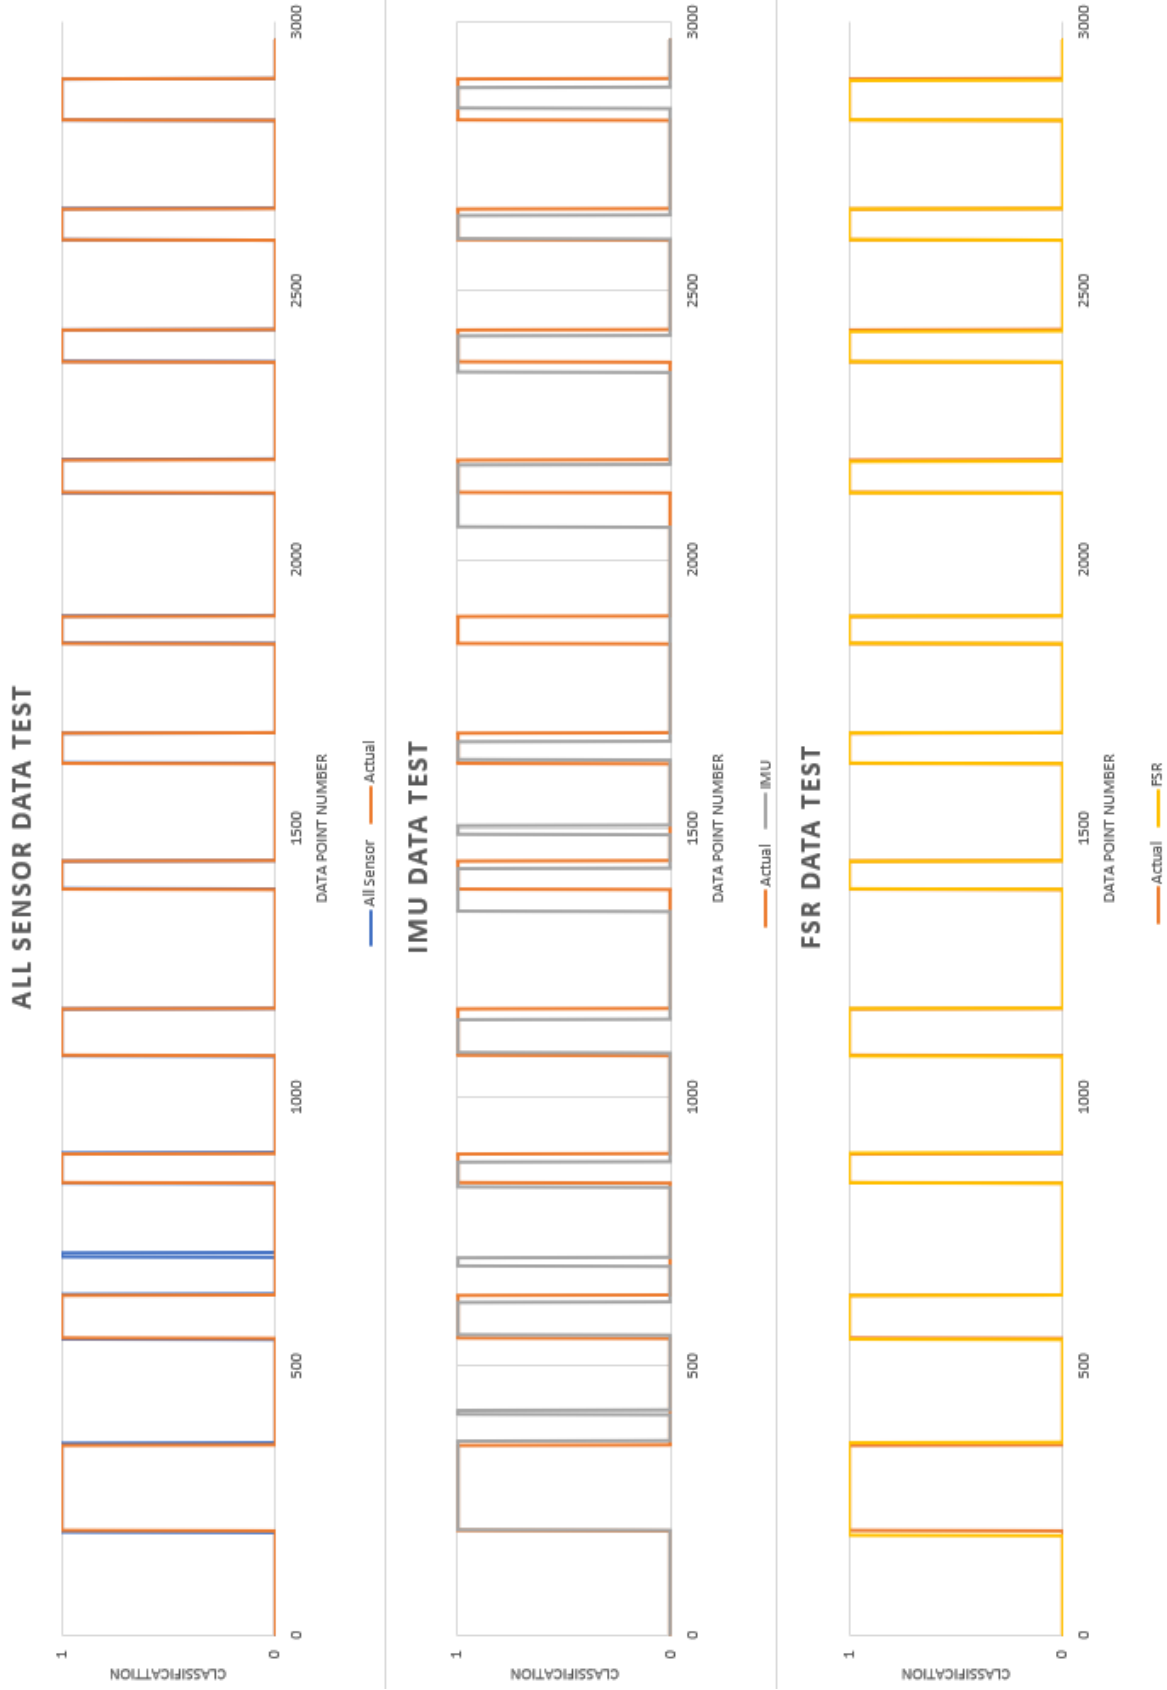 ALL SENSOR DATA TEST
CLASSIFICATTION
1
0
0 500 1000 1500 2000 2500 3000
DATA POINT NUMBER
All Sensor Actual
IMU DATA TEST
CLASSIFICATION
1
0
0 500 1000 1500 2000 2500 3000
DATA POINT NUMBER
Actual IMU
FSR DATA TEST
CLASSIFICATION
1
0
0 500 1000 1500 2000 2500 3000
DATA POINT NUMBER
Actual FSR